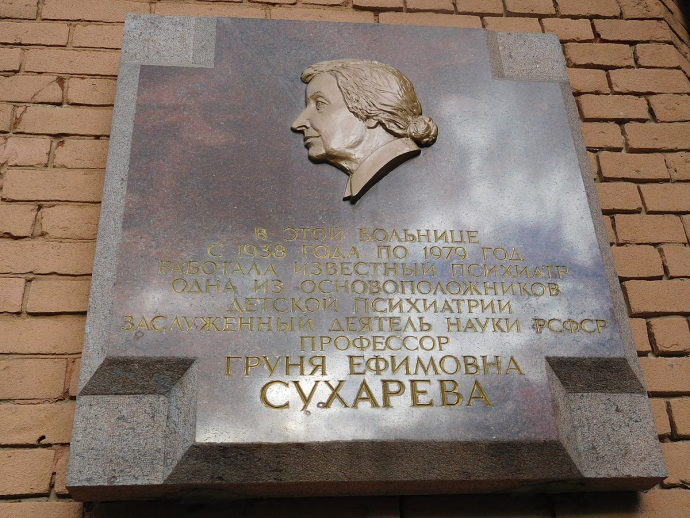 В ЭТОЙ БОЛЬНИЦЕ
С 1938 ГОДА ПО 1979 ГОД
РАБОТАЛА ИЗВЕСТНЫЙ ПСИХИАТР
ОДНА ИЗ ОСНОВОПОЛОЖНИКОВ
ДЕТСКОЙ ПСИХИАТРИИ
ЗАСЛУЖЕННЫЙ ДЕЯТЕЛЬ НАУКИ РСФСР
ПРОФЕССОР
ГРУНЯ ЕФИМОВНА
СУХАРЕВА